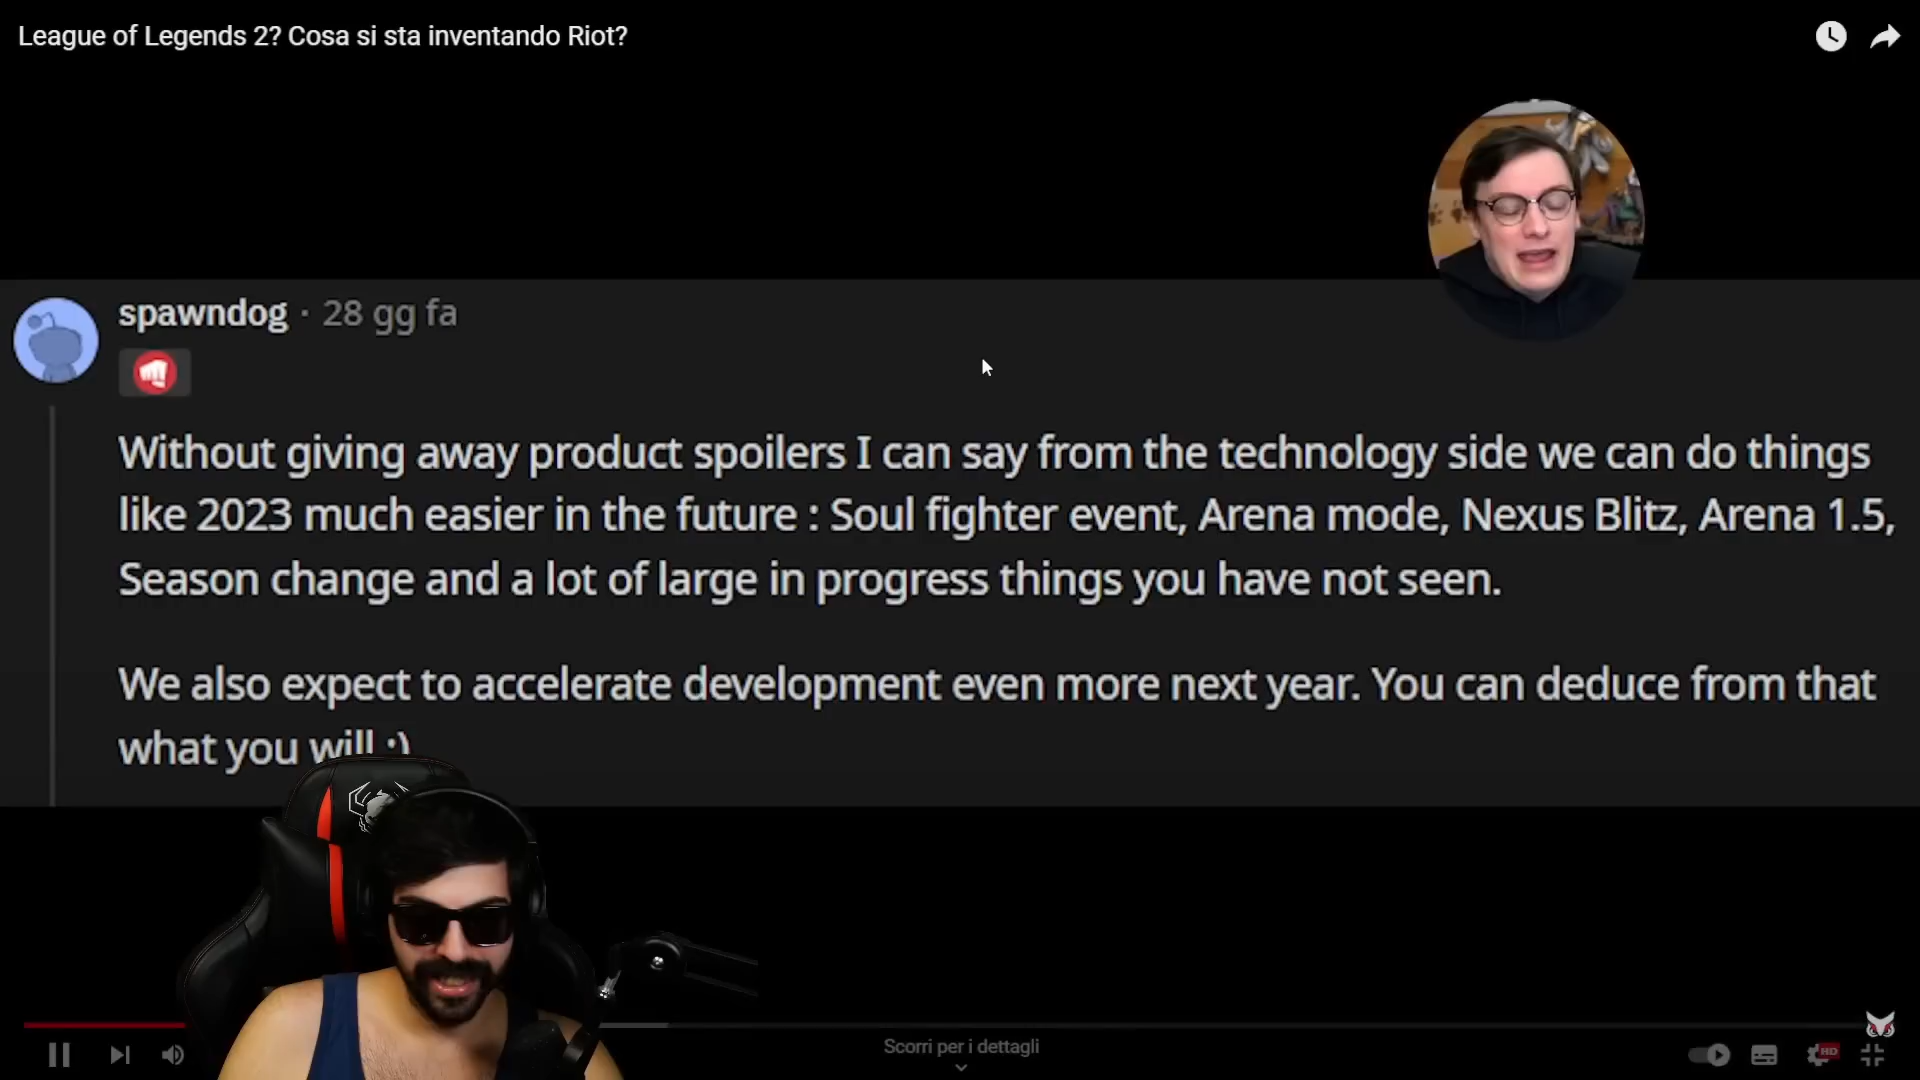 League of Legends 2? Cosa si sta inventando Riot?
spawndog · 28 gg fa
Without giving away product spoilers I can say from the technology side we can do things
like 2023 much easier in the future : Soul fighter event, Arena mode, Nexus Blitz, Arena 1.5,
Season change and a lot of large in progress things you have not seen.
We also expect to accelerate development even more next year. You can deduce from that
what you will :)
Scorri per i dettagli
HD